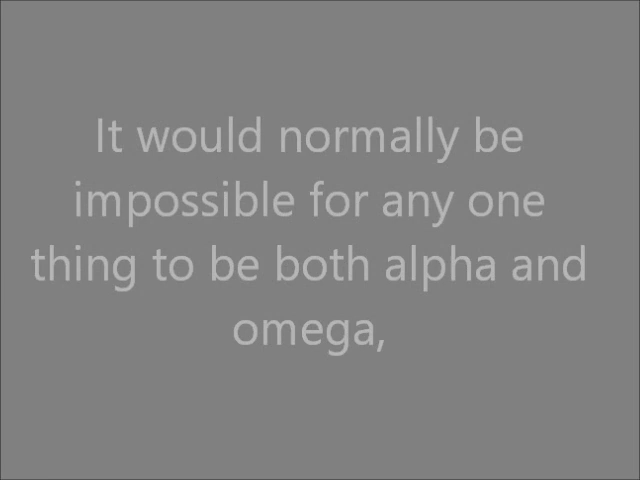 It would normally be
impossible for any one
thing to be both alpha and
omega,